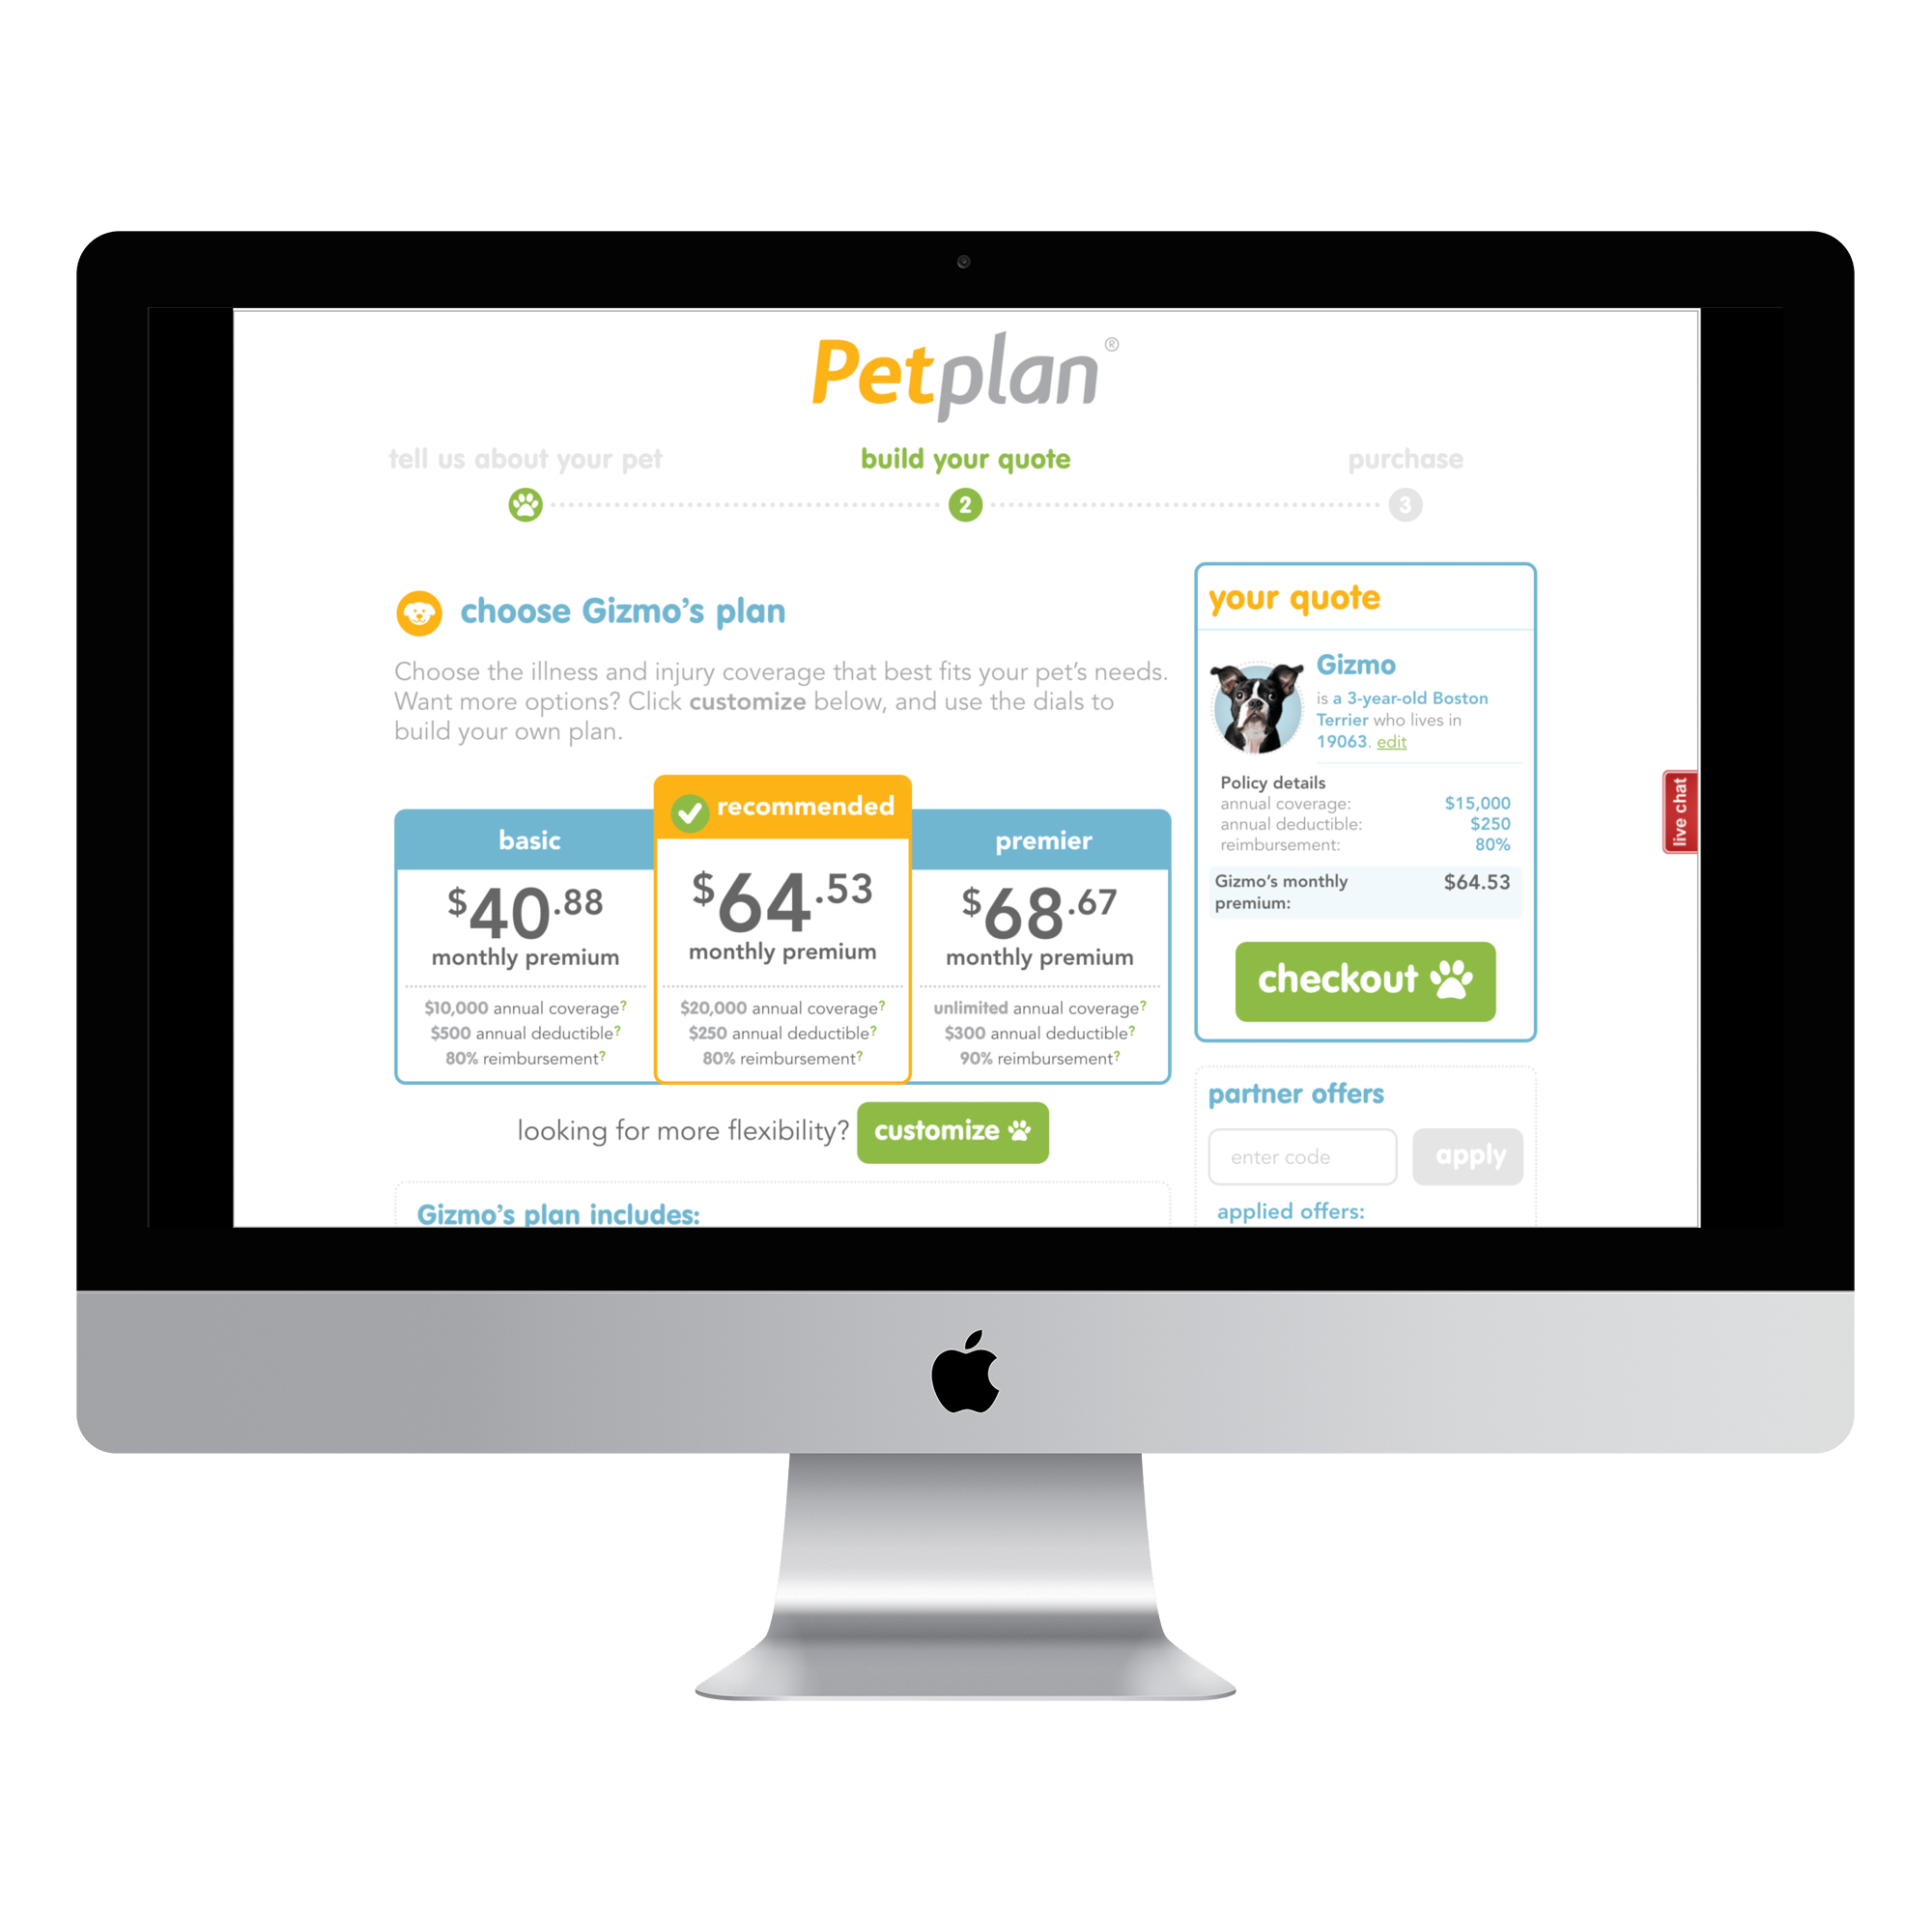 Petplan®
tell us about your pet
build your quote
purchase
2
3
choose Gizmo's plan
Choose the illness and injury coverage that best fits your pet's needs.
Want more options? Click customize below, and use the dials to
build your own plan.
basic
$40.88
monthly premium
$10,000 annual coverage?
$500 annual deductible?
80% reimbursement?
recommended
$64.53
monthly premium
$20,000 annual coverage?
$250 annual deductible?
80% reimbursement?
premier
$68.67
monthly premium
unlimited annual coverage?
$300 annual deductible?
90% reimbursement?
looking for more flexibility?
customize
Gizmo's plan includes:
your quote
Gizmo
is a 3-year-old Boston
Terrier who lives in
19063. edit
Policy details
annual coverage: $15,000
annual deductible: $250
reimbursement: 80%
Gizmo's monthly $64.53
premium:
checkout
partner offers
enter code
apply
applied offers:
live chat